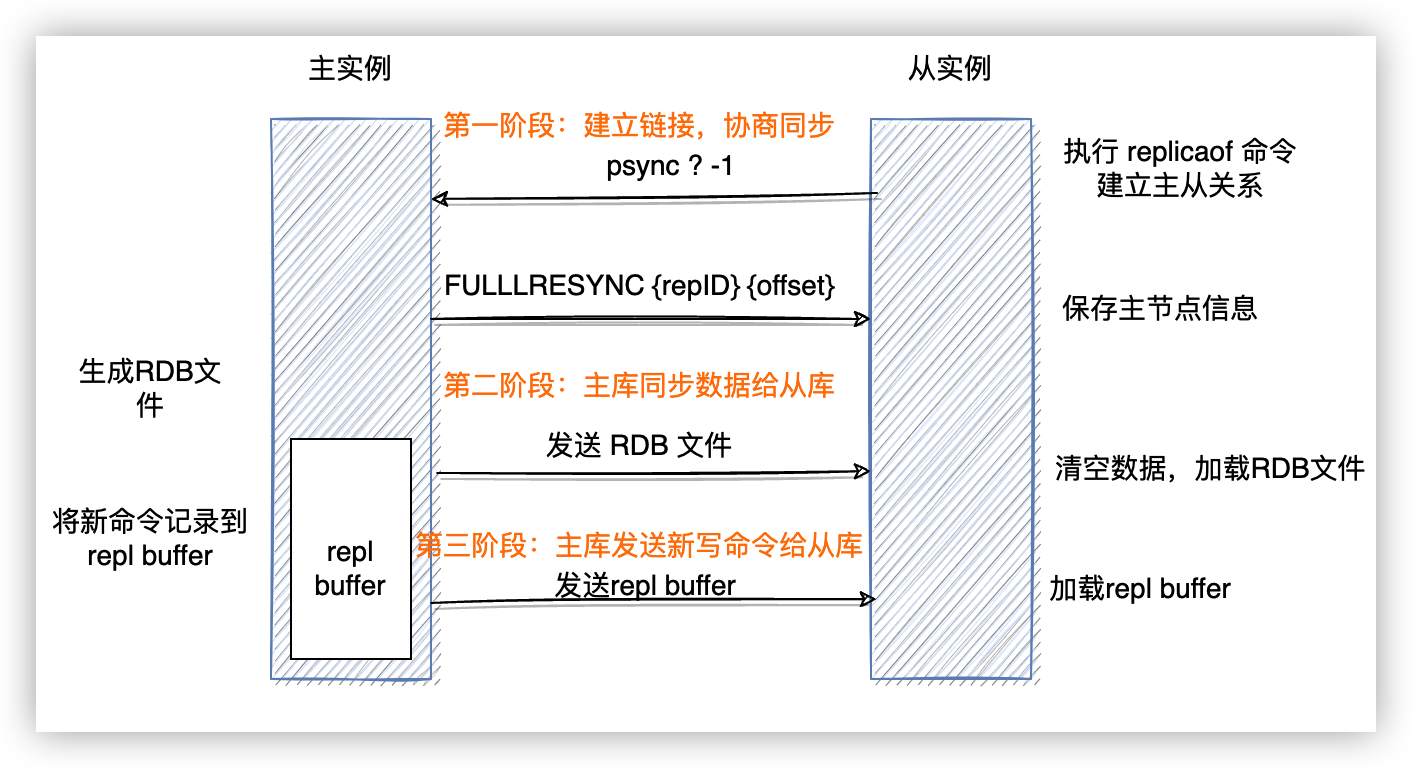 主实例
从实例
第一阶段：建立链接，协商同步
psync ? -1
执行 replicaof 命令
建立主从关系
FULLLRESYNC {repID} {offset}
保存主节点信息
生成RDB文
件
第二阶段：主库同步数据给从库
发送 RDB 文件
清空数据，加载RDB文件
将新命令记录到
repl buffer
repl
buffer
第三阶段：主库发送新写命令给从库
发送repl buffer
加载repl buffer